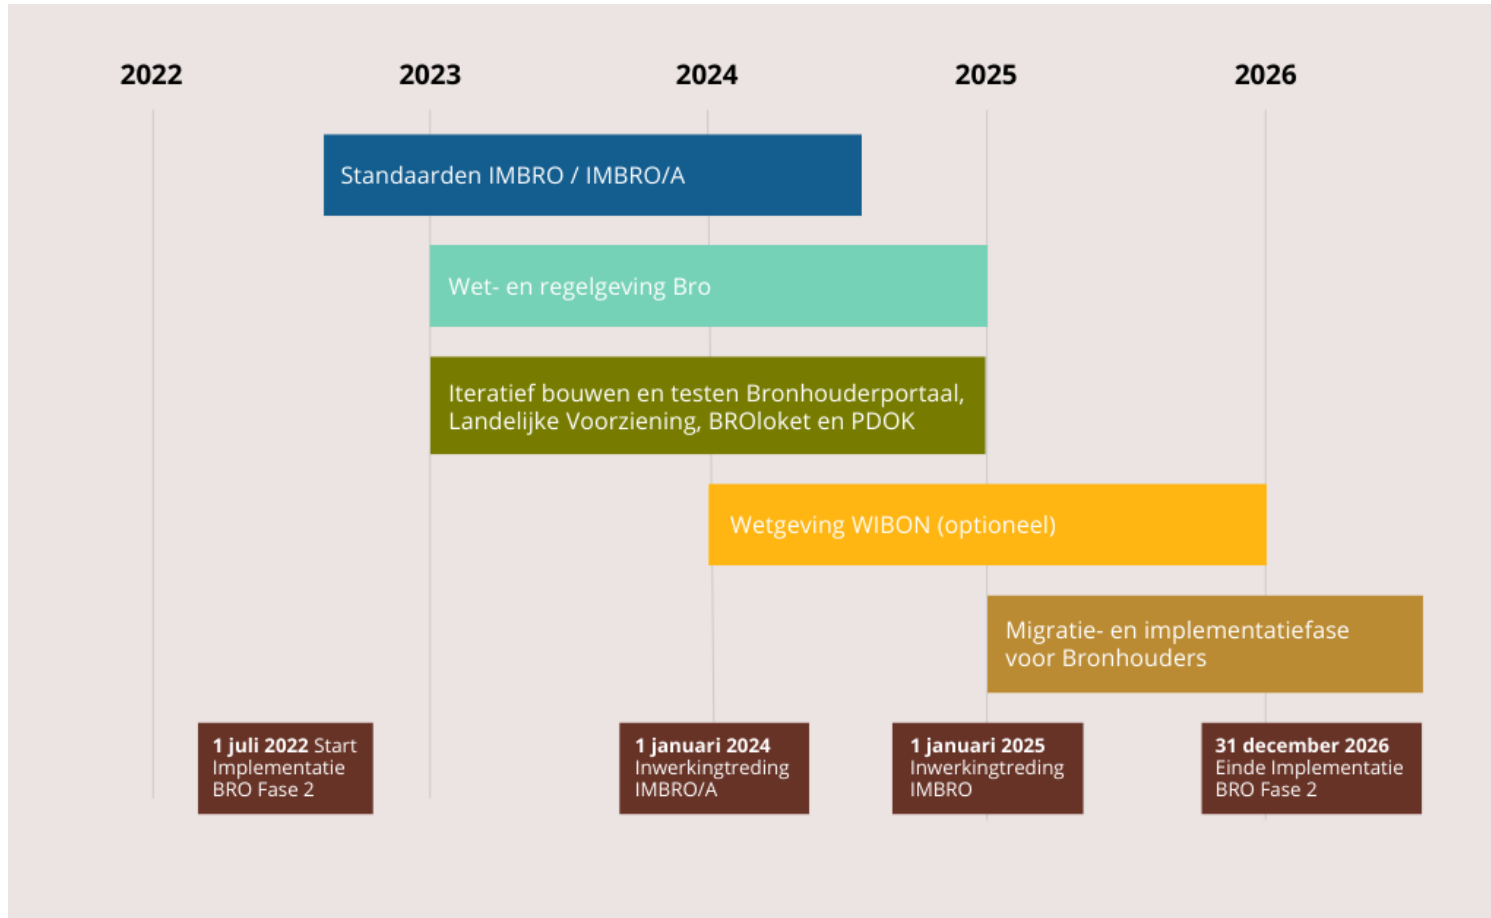 2022 2023 2024 2025 2026
Standaarden IMBRO / IMBRO/A
Wet- en regelgeving Bro
Iteratief bouwen en testen Bronhouderportaal,
Landelijke Voorziening, BROloket en PDOK
Wetgeving WIBON (optioneel)
Migratie- en implementatiefase
voor Bronhouders
1 juli 2022 Start
Implementatie
BRO Fase 2
1 januari 2024
Inwerkingtreding
IMBRO/A
1 januari 2025
Inwerkingtreding
IMBRO
31 december 2026
Einde Implementatie
BRO Fase 2